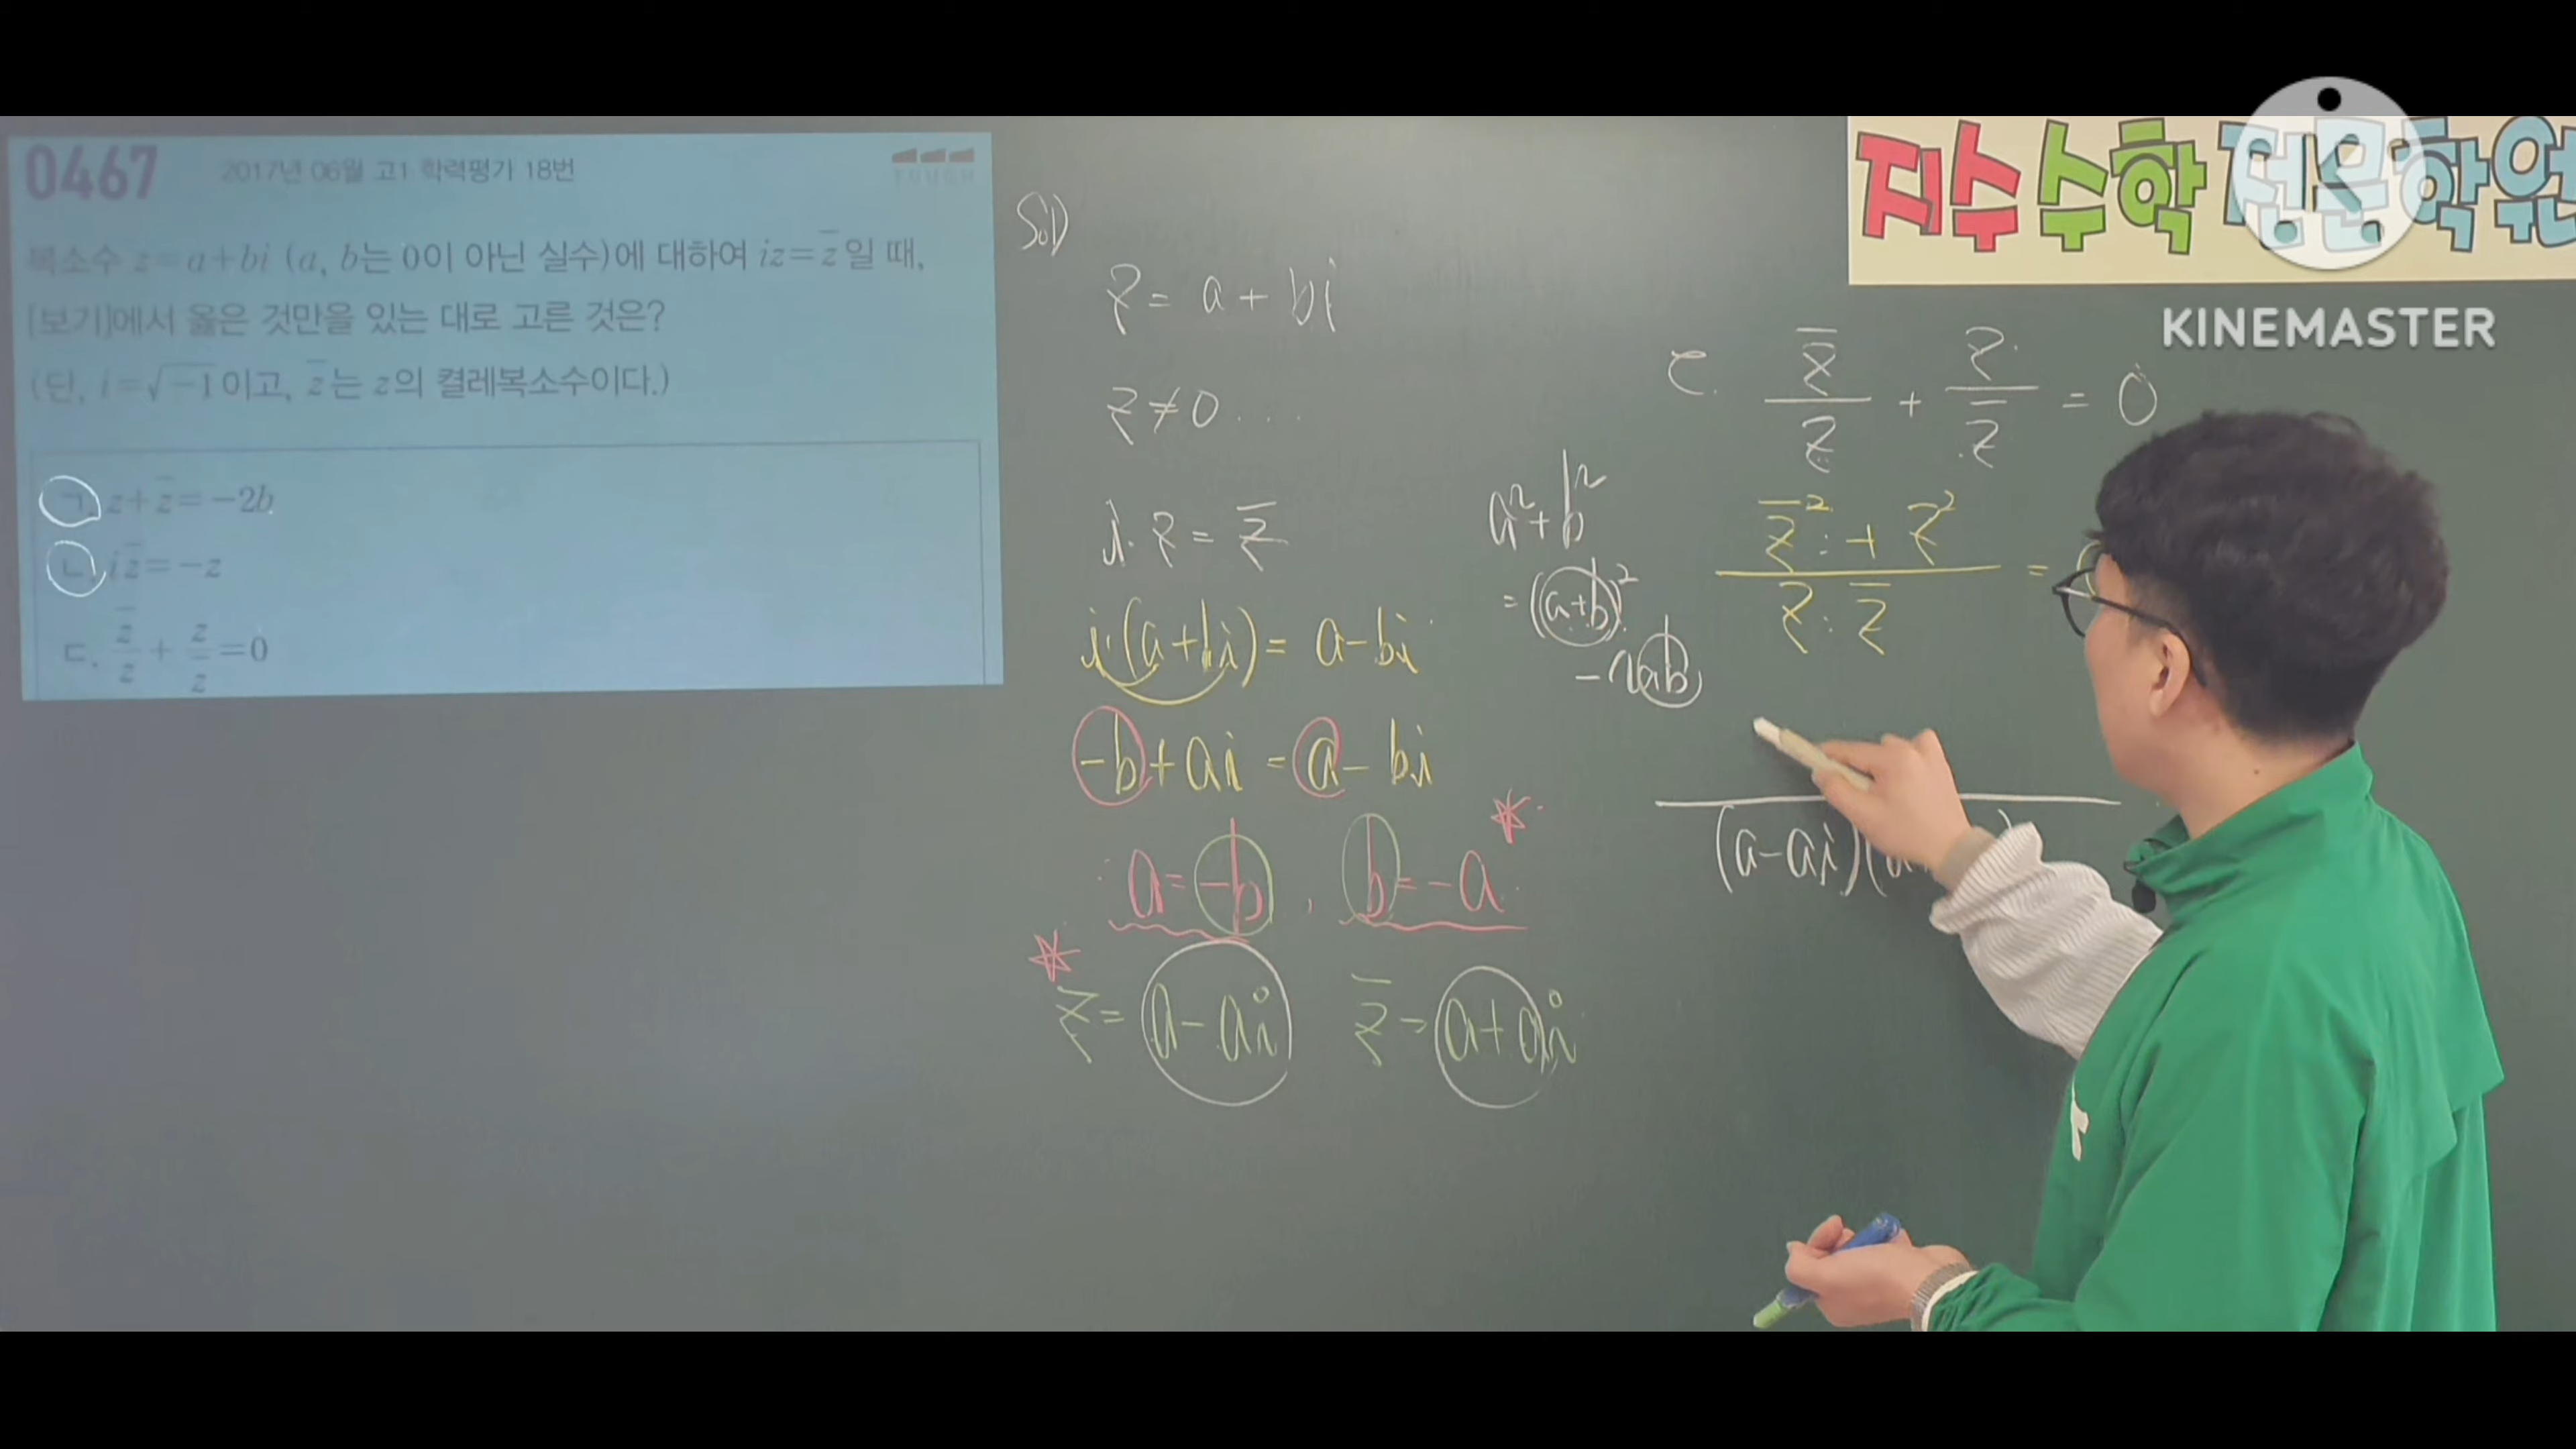 0467 2017년 06월 고1 학력평가 18번
복소수 z=a+bi (a, b는 0이 아닌 실수)에 대하여 iz=z̅일 때,
[보기]에서 옳은 것만을 있는 대로 고른 것은?
(단, i=√-1이고, z̅는 z의 켤레복소수이다.)
ㄱ. z+z̅=-2b
ㄴ. iz̅=-z
ㄷ. z̅/z + z/z̅ =0
Sol)
z= a+bi
z≠0...
i·z = z̅
i·(a+bi)= a-bi
-b+ai = a-bi
a=-b, b=-a
z= a-ai z̅= a+ai
a²+b²
=(a+b)²
-2ab
ㄷ. z̅/z + z/z̅ = 0
(z̅²+z²)/(z·z̅) =
(a-ai)(a
지수수학전문학원
KINEMASTER